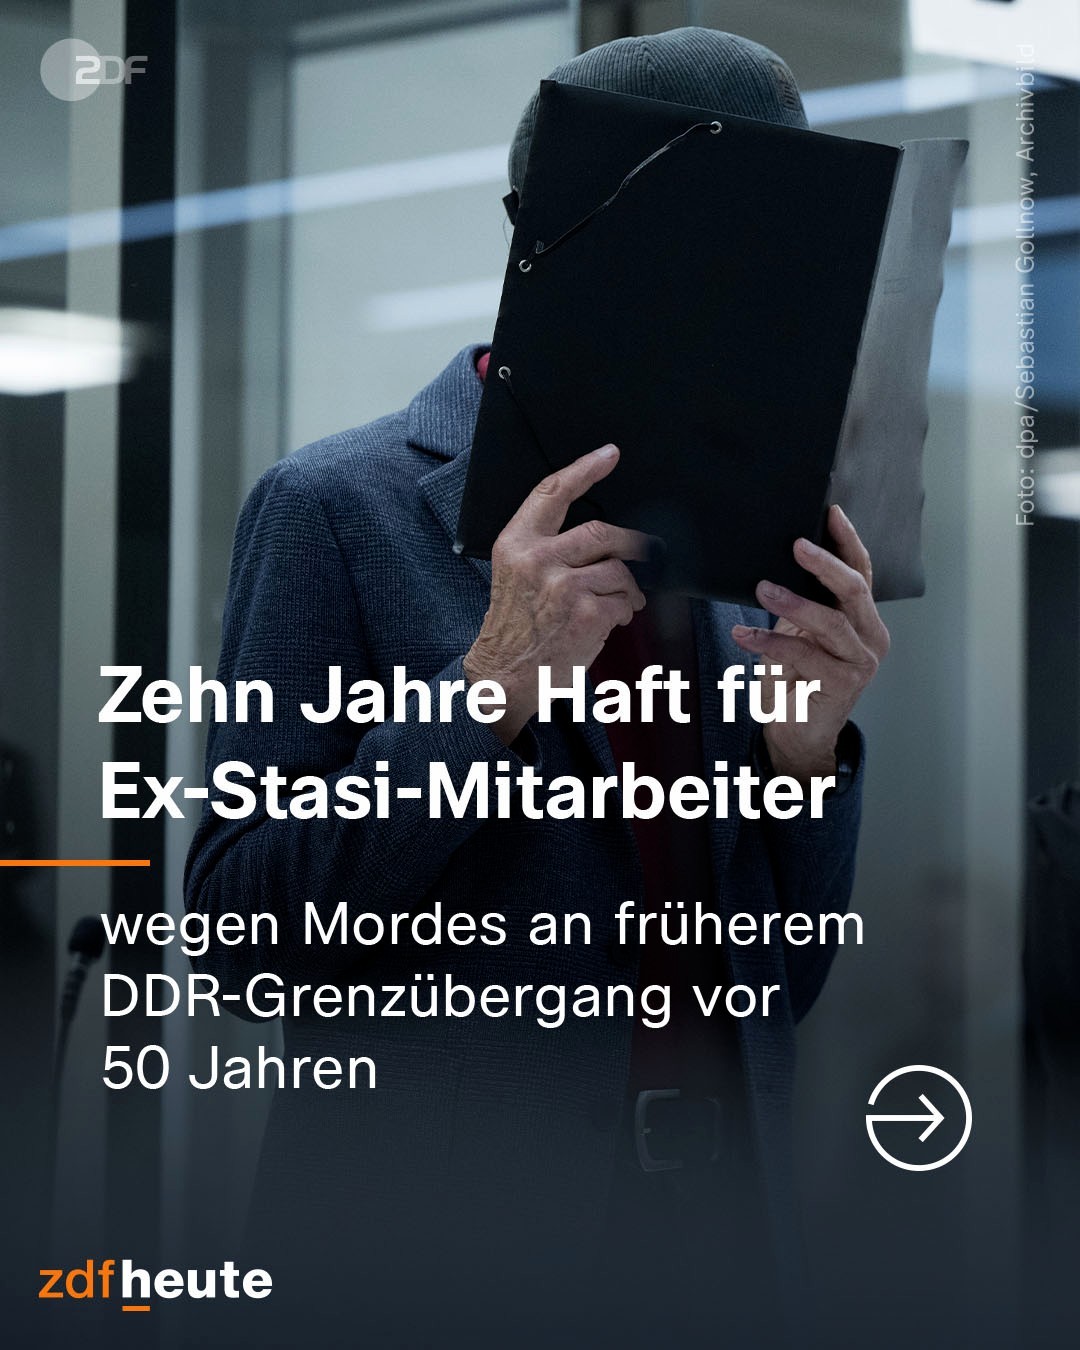 ZDF
Foto: dpa/Sebastian Gollnow, Archivbild
Zehn Jahre Haft für
Ex-Stasi-Mitarbeiter
wegen Mordes an früherem
DDR-Grenzübergang vor
50 Jahren
zdfheute